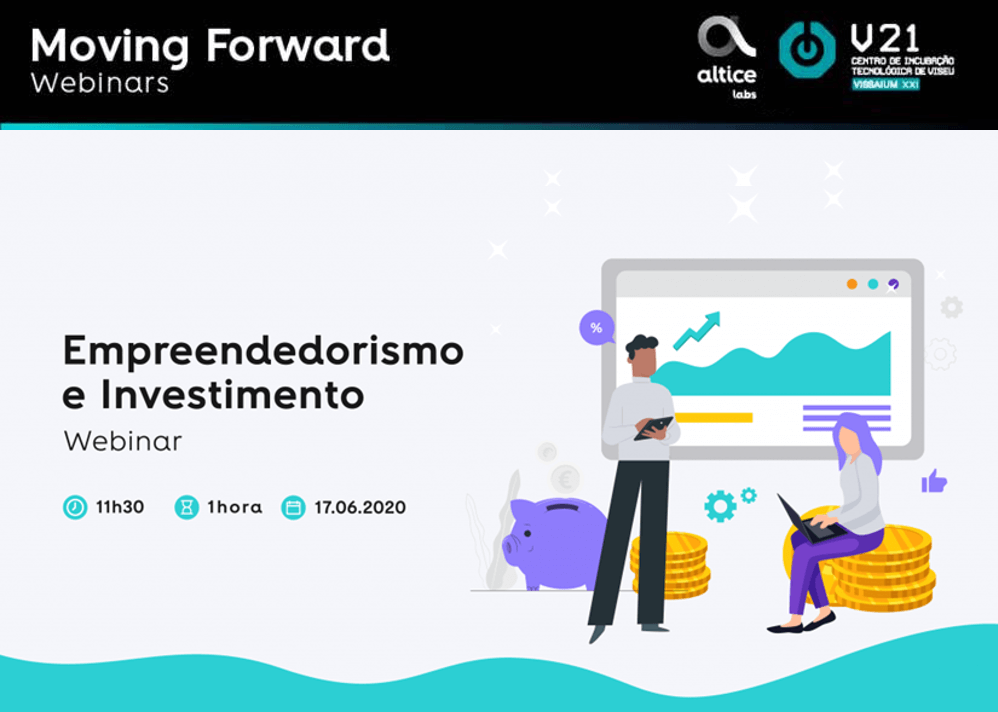 Moving Forward
Webinars
altice
labs
V21
CENTRO DE INCUBAÇÃO
TECNOLÓGICA DE VISEU
VISSAIUM XXI
%
€
Empreendedorismo
e Investimento
Webinar
11h30
1hora
17.06.2020